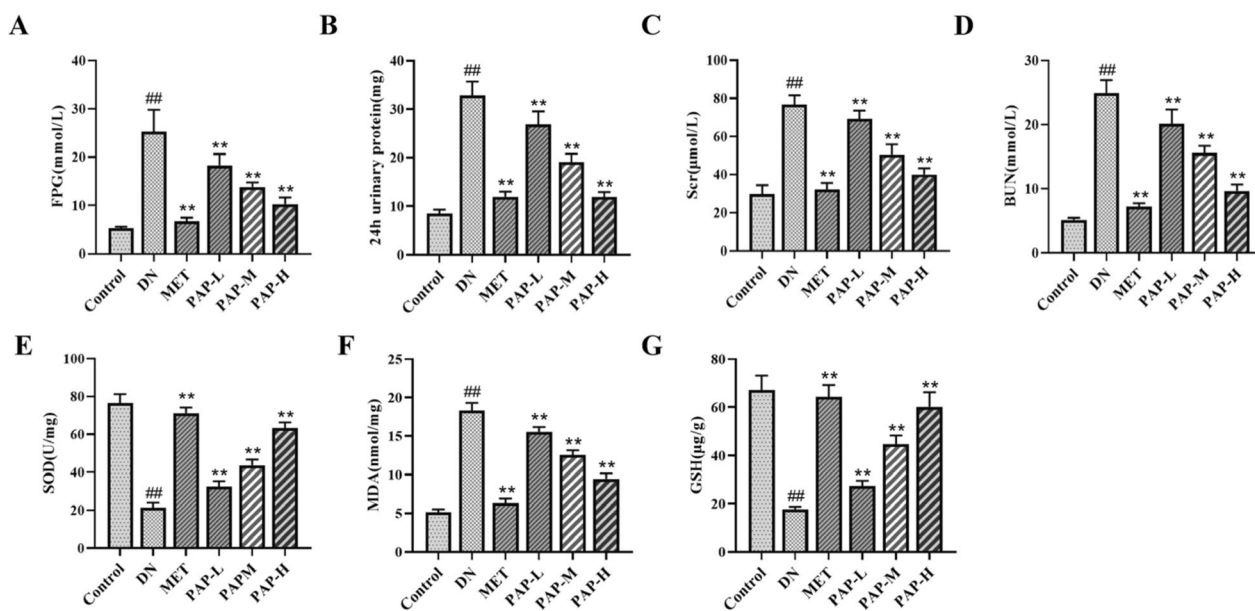 A
FPG(mmol/L)
40
30
20
10
0
##
**
**
**
**
Control
DN
MET
PAP-L
PAP-M
PAP-H
B
24h urinary protein(mg)
40
30
20
10
0
##
**
**
**
**
Control
DN
MET
PAP-L
PAP-M
PAP-H
C
Scr(μmol/L)
100
80
60
40
20
0
##
**
**
**
**
Control
DN
MET
PAP-L
PAP-M
PAP-H
D
BUN(mmol/L)
30
20
10
0
##
**
**
**
**
Control
DN
MET
PAP-L
PAP-M
PAP-H
E
SOD(U/mg)
100
80
60
40
20
0
##
**
**
**
**
Control
DN
MET
PAP-L
PAPM
PAP-H
F
MDA(nmol/mg)
25
20
15
10
5
0
##
**
**
**
**
Control
DN
MET
PAP-L
PAP-M
PAP-H
G
GSH(μg/g)
80
60
40
20
0
##
**
**
**
**
Control
DN
MET
PAP-L
PAP-M
PAP-H